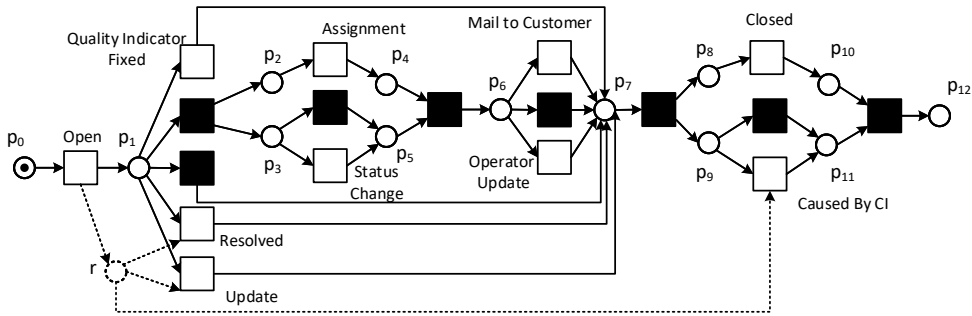 Quality Indicator
Fixed
Assignment
Mail to Customer
Closed
p2
p4
p6
p7
p8
p10
p12
p0
Open
p1
p3
p5
Status
Change
Operator
Update
p9
p11
Caused By CI
Resolved
r
Update